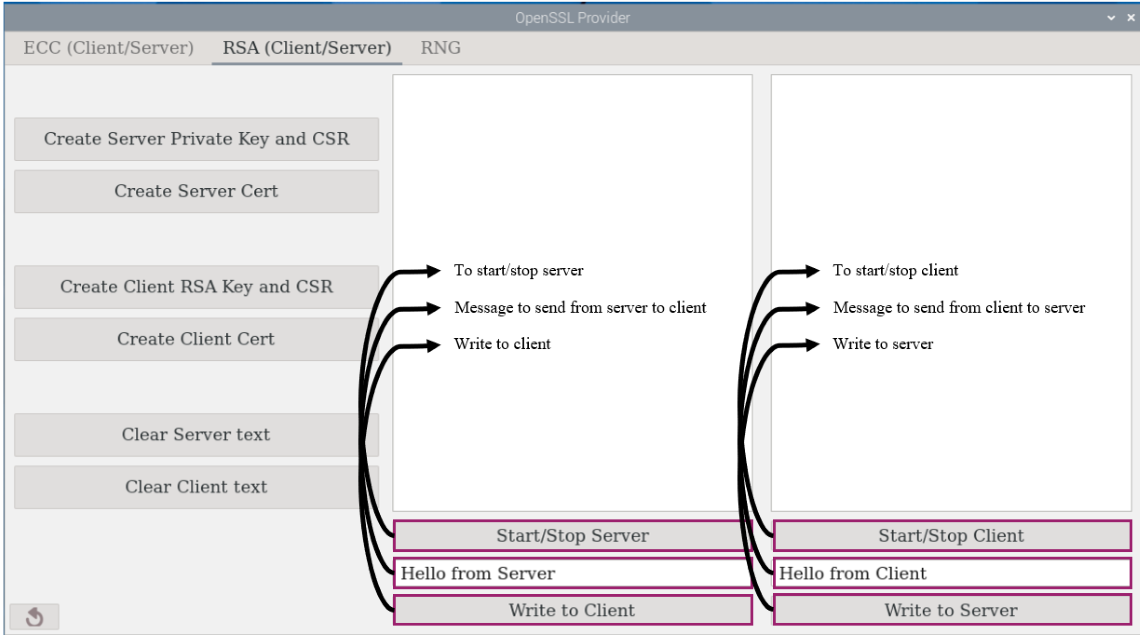 OpenSSL Provider
ECC (Client/Server) RSA (Client/Server) RNG
Create Server Private Key and CSR
Create Server Cert
Create Client RSA Key and CSR
Create Client Cert
Clear Server text
Clear Client text
To start/stop server
Message to send from server to client
Write to client
Start/Stop Server
Hello from Server
Write to Client
To start/stop client
Message to send from client to server
Write to server
Start/Stop Client
Hello from Client
Write to Server